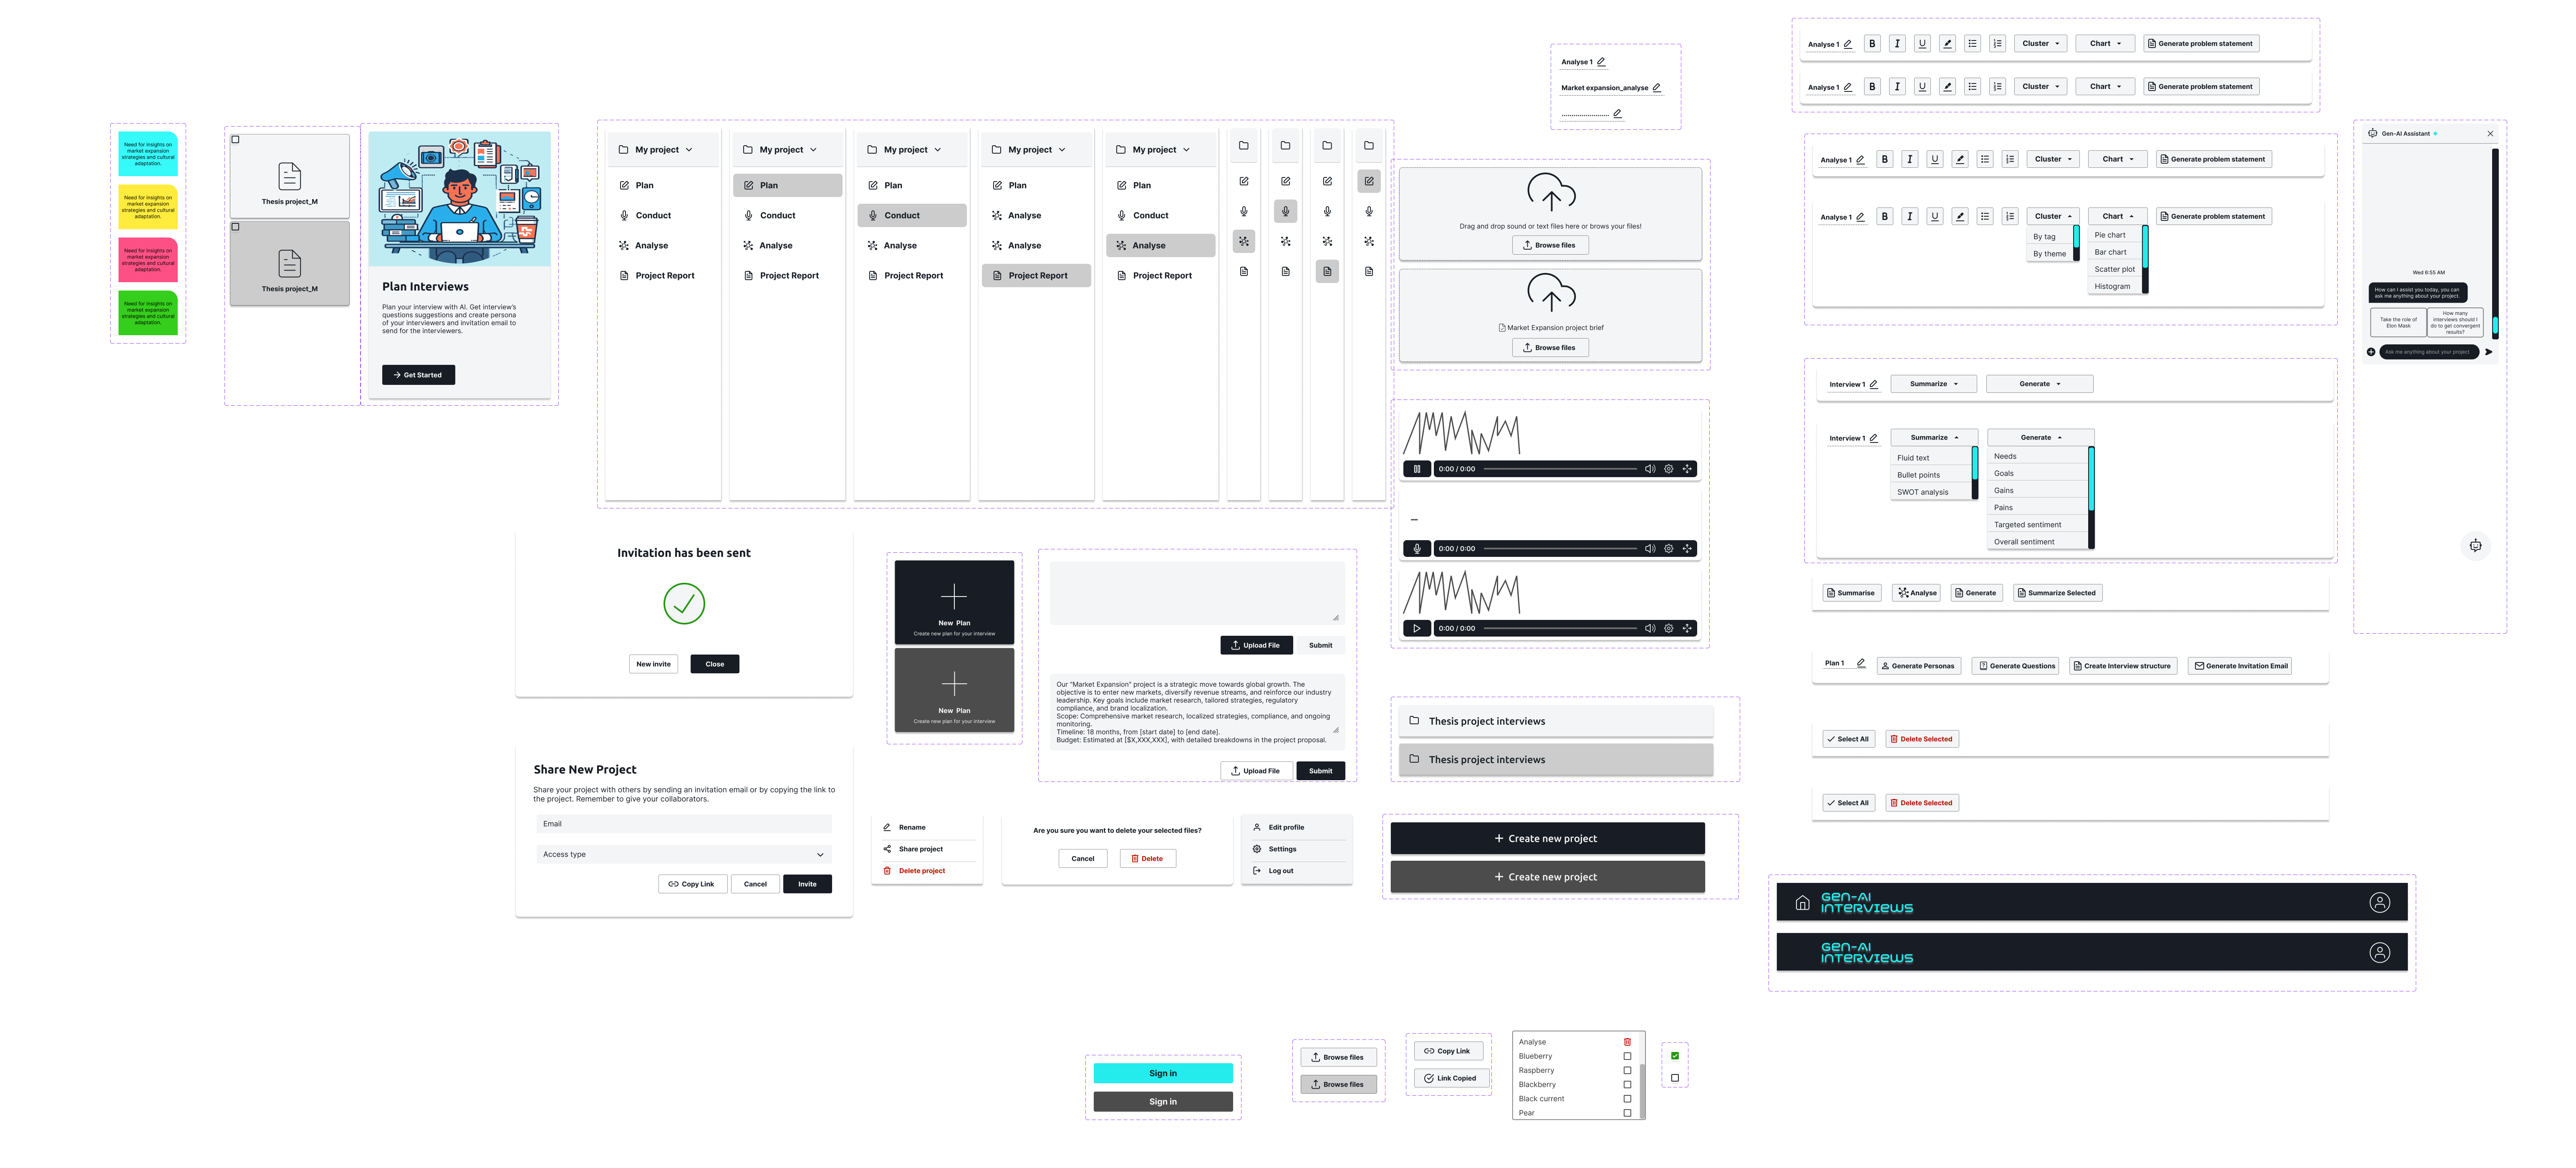 Need for insights on
market expansion
strategies and cultural
adaptation.
Need for insights on
market expansion
strategies and cultural
adaptation.
Need for insights on
market expansion
strategies and cultural
adaptation.
Need for insights on
market expansion
strategies and cultural
adaptation.
Thesis project_M
Thesis project_M
Plan Interviews
Plan your interview with AI. Get interview's
questions suggestions and create persona
of your interviewers and invitation email to
send for the interviewers.
Get Started
My project
Plan
Conduct
Analyse
Project Report
My project
Plan
Conduct
Analyse
Project Report
My project
Plan
Conduct
Analyse
Project Report
My project
Plan
Analyse
Analyse
Project Report
My project
Plan
Conduct
Analyse
Project Report
Analyse 1
Market expansion_analyse
........................
Drag and drop sound or text files here or brows your files!
Browse files
Market Expansion project brief
Browse files
0:00 / 0:00
0:00 / 0:00
0:00 / 0:00
Analyse 1 B I U Cluster Chart Generate problem statement
Analyse 1 B I U Cluster Chart Generate problem statement
Analyse 1 B I U Cluster Chart Generate problem statement
Analyse 1 B I U Cluster Chart Generate problem statement
By tag
By theme
Pie chart
Bar chart
Scatter plot
Histogram
Gen-AI Assistant
Wed 6:55 AM
How can I assist you today, you can
ask me anything about your project.
Take the role of
Elon Mask
How many
interviews should I
do to get convergent
results?
Ask me anything about your project
Interview 1 Summarize Generate
Interview 1 Summarize Generate
Fluid text
Bullet points
SWOT analysis
Needs
Goals
Gains
Pains
Targeted sentiment
Overall sentiment
Summarise Analyse Generate Summarize Selected
Plan 1 Generate Personas Generate Questions Create Interview structure Generate Invitation Email
Select All Delete Selected
Select All Delete Selected
Invitation has been sent
New invite Close
New Plan
Create new plan for your interview
New Plan
Create new plan for your interview
Upload File Submit
Our "Market Expansion" project is a strategic move towards global growth. The
objective is to enter new markets, diversify revenue streams, and reinforce our industry
leadership. Key goals include market research, tailored strategies, regulatory
compliance, and brand localization.
Scope: Comprehensive market research, localized strategies, compliance, and ongoing
monitoring.
Timeline: 18 months, from [start date] to [end date].
Budget: Estimated at [$X,XXX,XXX], with detailed breakdowns in the project proposal.
Upload File Submit
Thesis project interviews
Thesis project interviews
Share New Project
Share your project with others by sending an invitation email or by copying the link to
the project. Remember to give your collaborators.
Email
Access type
Copy Link Cancel Invite
Rename
Share project
Delete project
Are you sure you want to delete your selected files?
Cancel Delete
Edit profile
Settings
Log out
Create new project
Create new project
Gen-AI
Interviews
Gen-AI
Interviews
Sign in
Sign in
Browse files
Browse files
Copy Link
Link Copied
Analyse
Blueberry
Raspberry
Blackberry
Black current
Pear